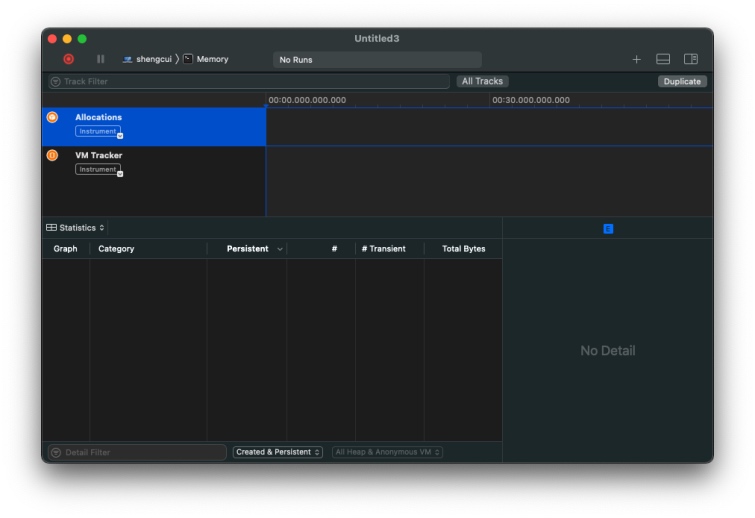 Untitled3
shengcui 〉 Memory
No Runs
Track Filter
All Tracks
Duplicate
00:00.000.000.000
00:30.000.000.000
Allocations
Instrument
VM Tracker
Instrument
Statistics
E
Graph Category Persistent # # Transient Total Bytes
No Detail
Detail Filter
Created & Persistent
All Heap & Anonymous VM